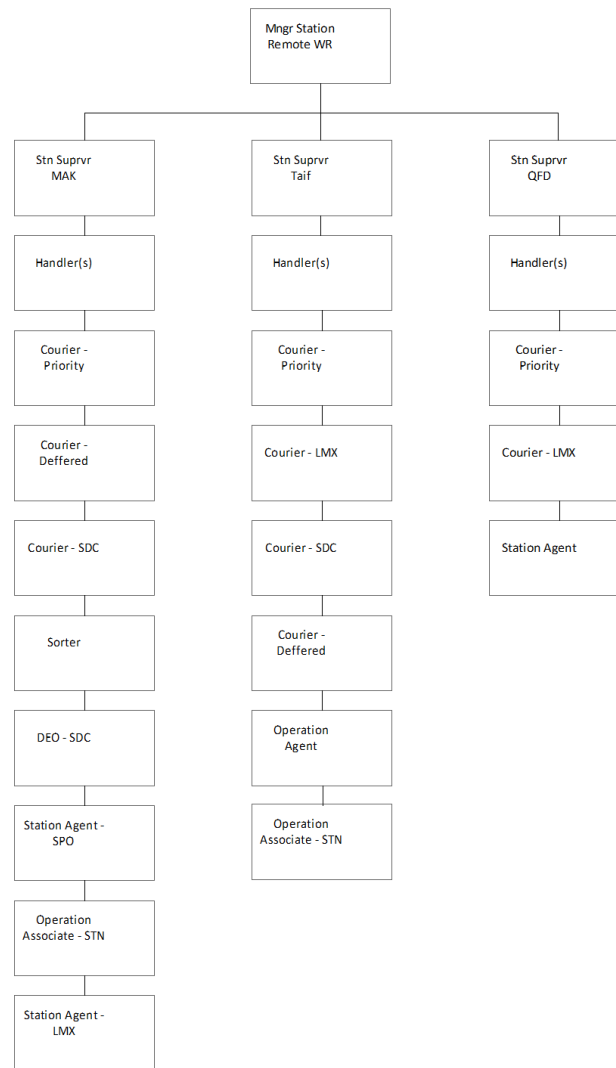 Mngr Station
Remote WR
Stn Suprvr
MAK
Handler(s)
Courier -
Priority
Courier -
Deffered
Courier - SDC
Sorter
DEO - SDC
Station Agent -
SPO
Operation
Associate - STN
Station Agent -
LMX
Stn Suprvr
Taif
Handler(s)
Courier -
Priority
Courier - LMX
Courier - SDC
Courier -
Deffered
Operation
Agent
Operation
Associate - STN
Stn Suprvr
QFD
Handler(s)
Courier -
Priority
Courier - LMX
Station Agent